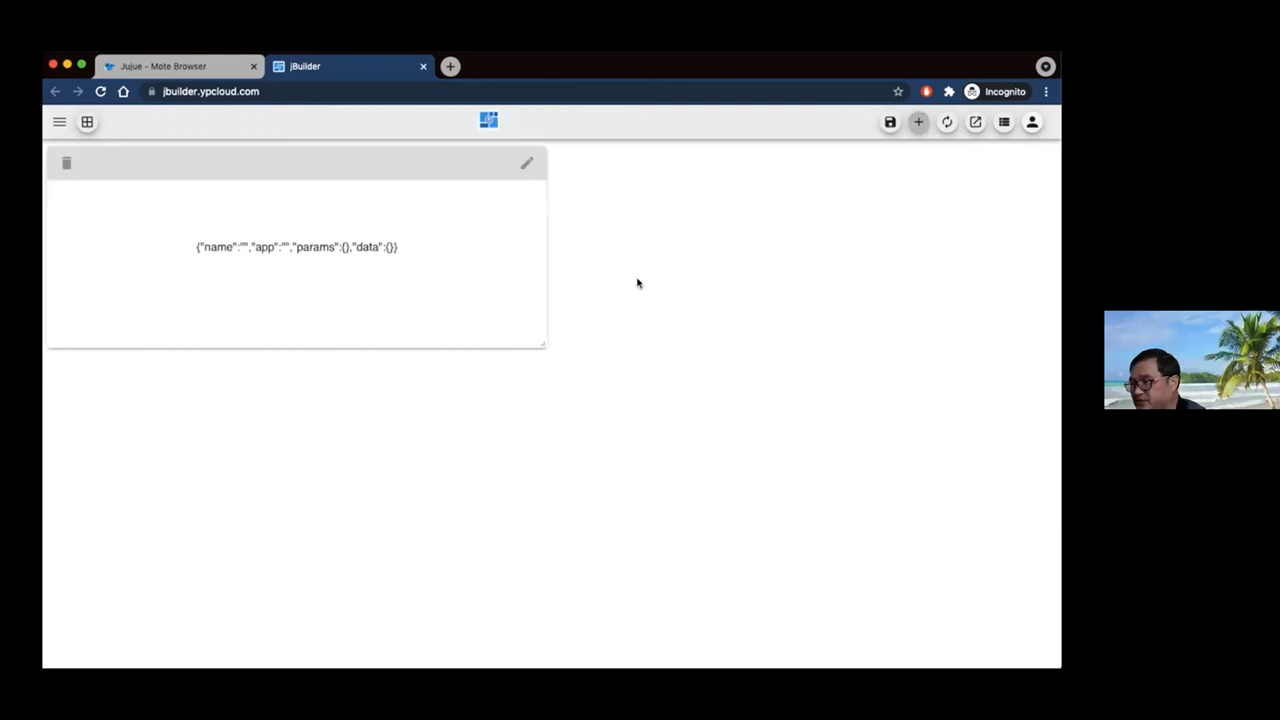 Jujue - Mote Browser
jBuilder
jbuilder.ypcloud.com
Incognito
{"name":"","app":"","params":{},"data":{}}